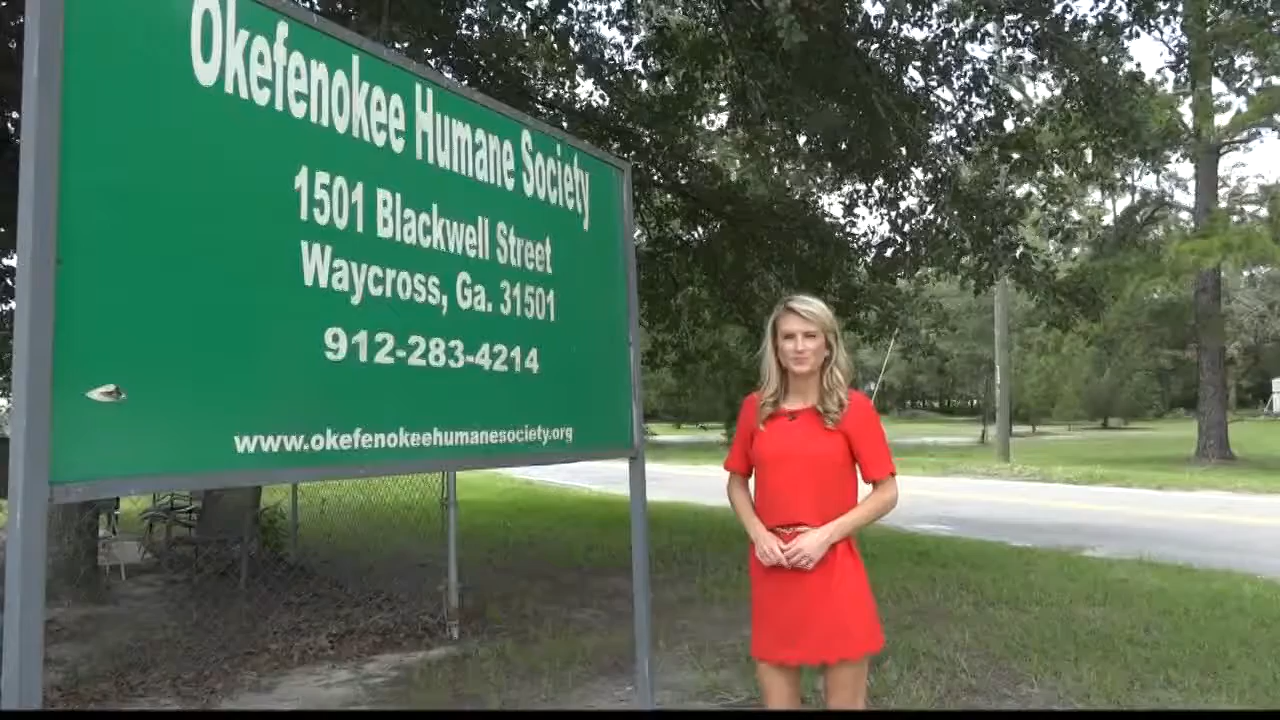 Okefenokee Humane Society
1501 Blackwell Street
Waycross, Ga. 31501
912-283-4214
www.okefenokeehumanesociety.org